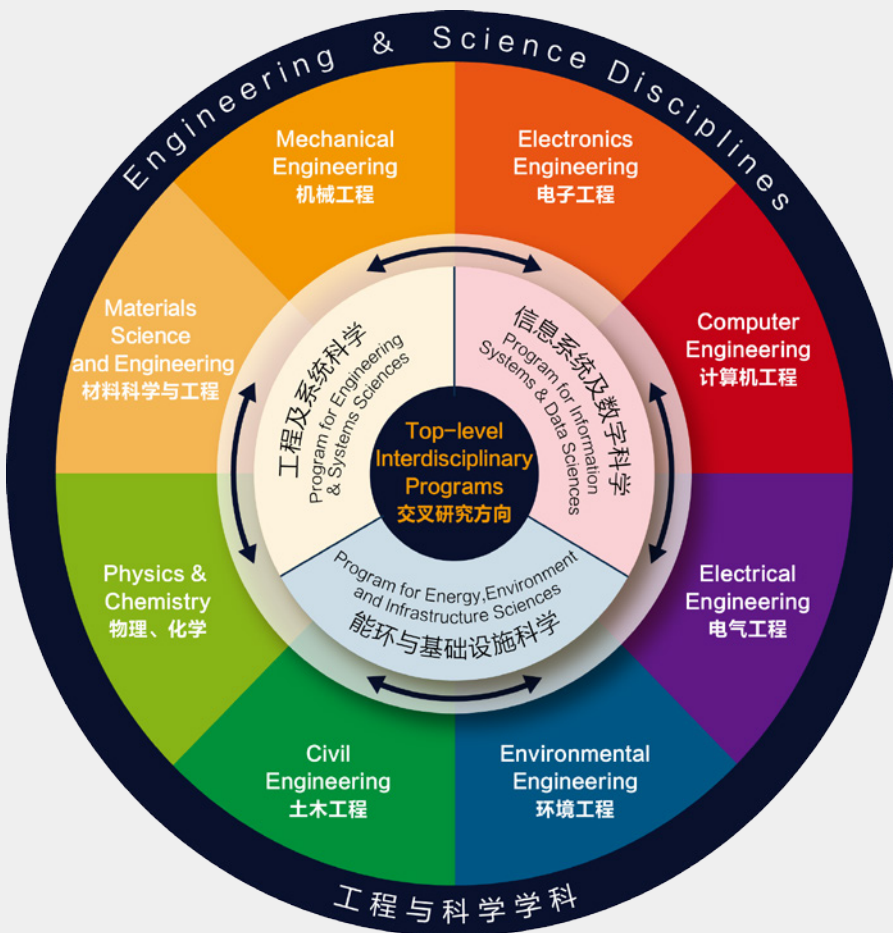 Engineering & Science Disciplines
Mechanical
Engineering
机械工程
Electronics
Engineering
电子工程
Materials
Science
and Engineering
材料科学与工程
Computer
Engineering
计算机工程
工程及系统科学
Program for Engineering
& Systems Sciences
信息系统及数字科学
Program for Information
Systems & Data Sciences
Top-level
Interdisciplinary
Programs
交叉研究方向
Program for Energy,Environment
and Infrastructure Sciences
能环与基础设施科学
Physics &
Chemistry
物理、化学
Electrical
Engineering
电气工程
Civil
Engineering
土木工程
Environmental
Engineering
环境工程
工程与科学学科